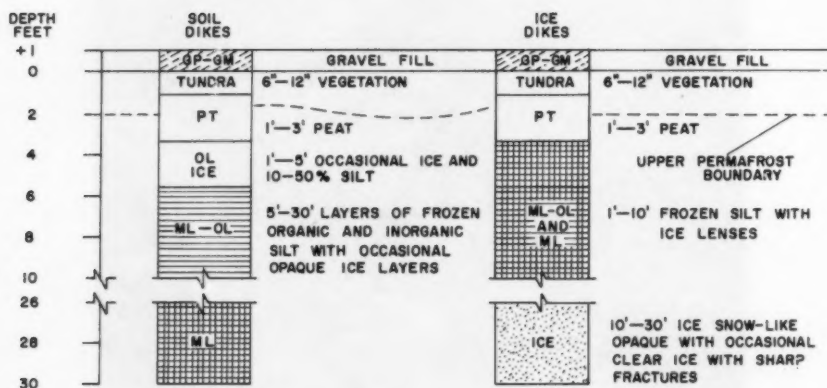 DEPTH
FEET
SOIL
DIKES
ICE
DIKES
+1
GP-GM
GRAVEL FILL
GP-GM
GRAVEL FILL
0
TUNDRA
6"–12" VEGETATION
TUNDRA
6"–12" VEGETATION
2
PT
1'–3' PEAT
PT
1'–3' PEAT
UPPER PERMAFROST
BOUNDARY
4
OL
ICE
1'–5' OCCASIONAL ICE AND
10–50% SILT
6
ML–OL
5'–30' LAYERS OF FROZEN
ORGANIC AND INORGANIC
SILT WITH OCCASIONAL
OPAQUE ICE LAYERS
ML-OL
AND
ML
1'–10' FROZEN SILT WITH
ICE LENSES
8
10
26
28
30
ML
ICE
10'–30' ICE SNOW-LIKE
OPAQUE WITH OCCASIONAL
CLEAR ICE WITH SHARP
FRACTURES